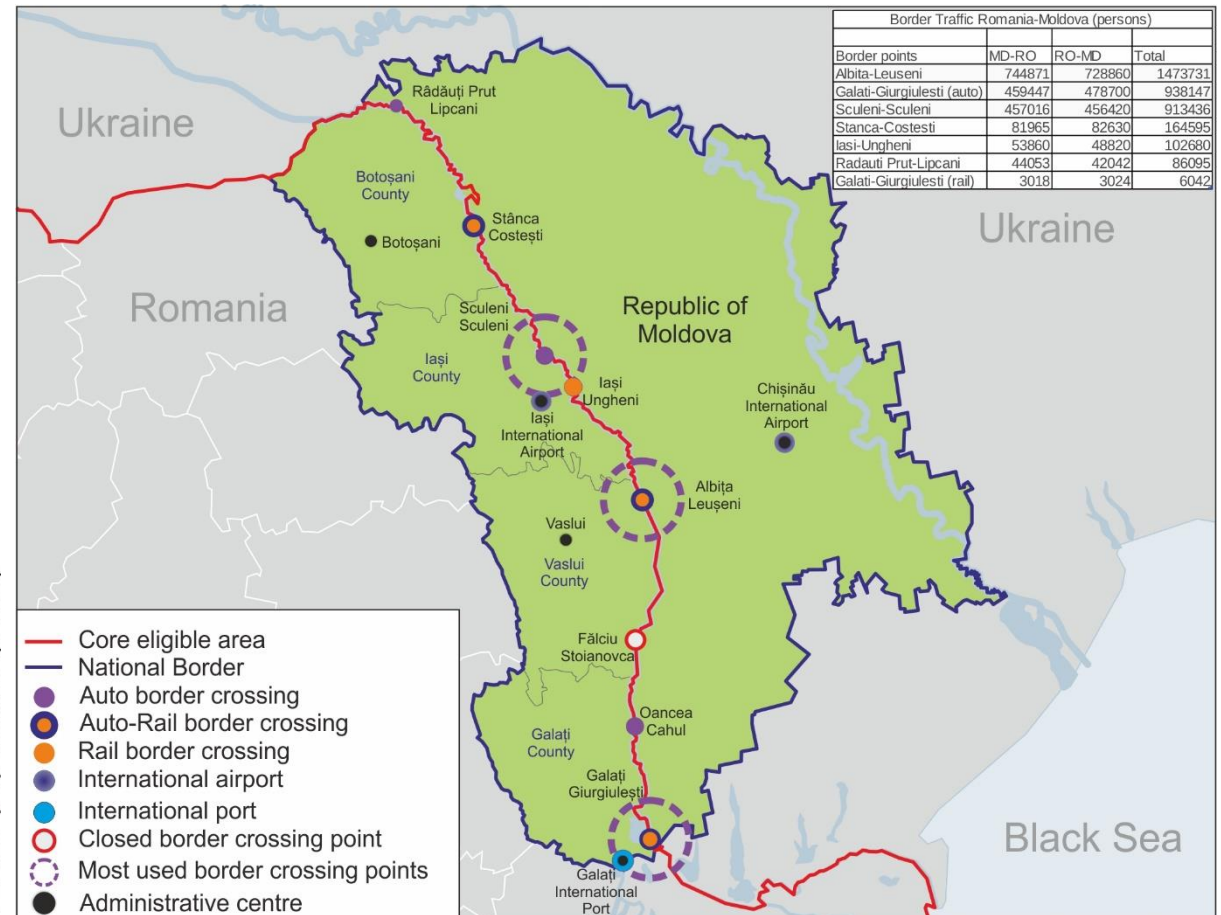 Border Traffic Romania-Moldova (persons)
Border points MD-RO RO-MD Total
Albita-Leuseni 744871 728860 1473731
Galati-Giurgiulesti (auto) 459447 478700 938147
Sculeni-Sculeni 457016 456420 913436
Stanca-Costesti 81965 82630 164595
Iasi-Ungheni 53860 48820 102680
Radauti Prut-Lipcani 44053 42042 86095
Galati-Giurgiulesti (rail) 3018 3024 6042
Ukraine
Rădăuți Prut
Lipcani
Botoșani
County
Botoșani
Stânca
Costești
Ukraine
Romania
Sculeni
Sculeni
Republic of
Moldova
Iași
County
Iași
Ungheni
Iași
International
Airport
Chișinău
International
Airport
Albița
Leușeni
Vaslui
Vaslui
County
Fălciu
Stoianovca
Oancea
Cahul
Galați
County
Galați
Giurgiulești
Galați
International
Port
Black Sea
Core eligible area
National Border
Auto border crossing
Auto-Rail border crossing
Rail border crossing
International airport
International port
Closed border crossing point
Most used border crossing points
Administrative centre